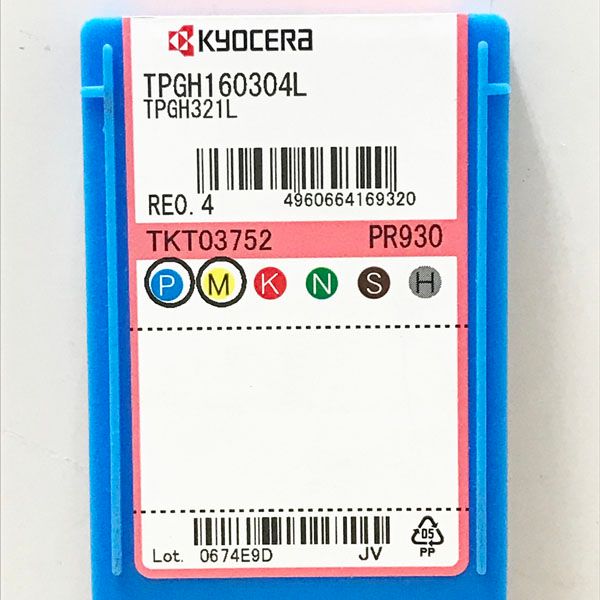 KYOCERA
TPGH160304L
TPGH321L
RE0.4
4960664169320
TKT03752 PR930
P M K N S H
Lot. 0674E9D JV
05
PP